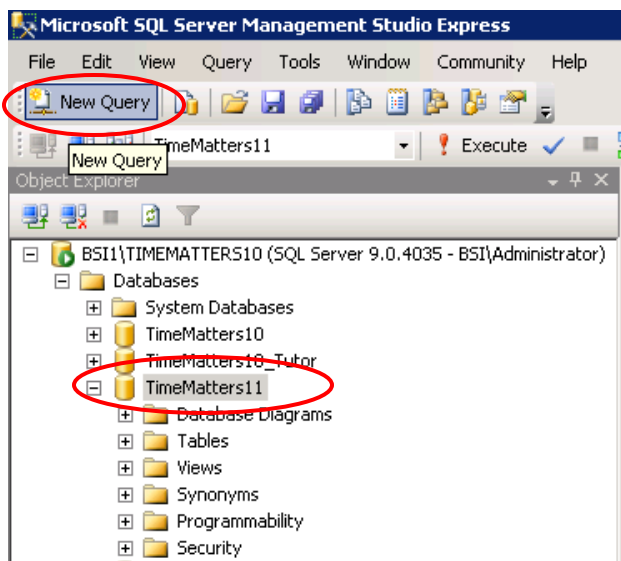 Microsoft SQL Server Management Studio Express
File Edit View Query Tools Window Community Help
New Query
TimeMatters11 Execute
New Query
Object Explorer
BSI1\TIMEMATTERS10 (SQL Server 9.0.4035 - BSI\Administrator)
Databases
System Databases
TimeMatters10
TimeMatters10_Tutor
TimeMatters11
Database Diagrams
Tables
Views
Synonyms
Programmability
Security